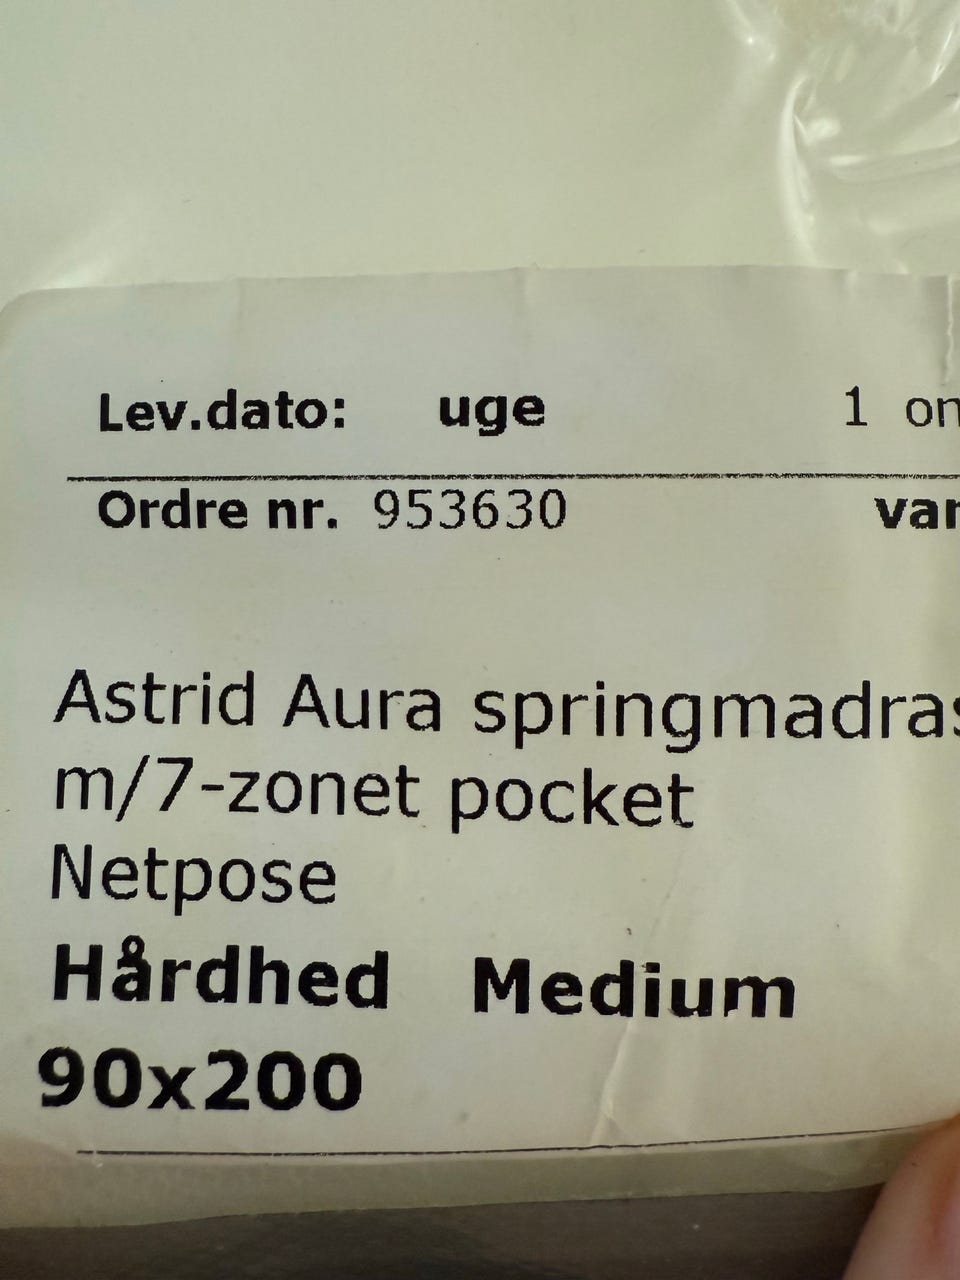 Lev.dato: uge 1 on
Ordre nr. 953630 var
Astrid Aura springmadras
m/7-zonet pocket
Netpose
Hårdhed Medium
90x200